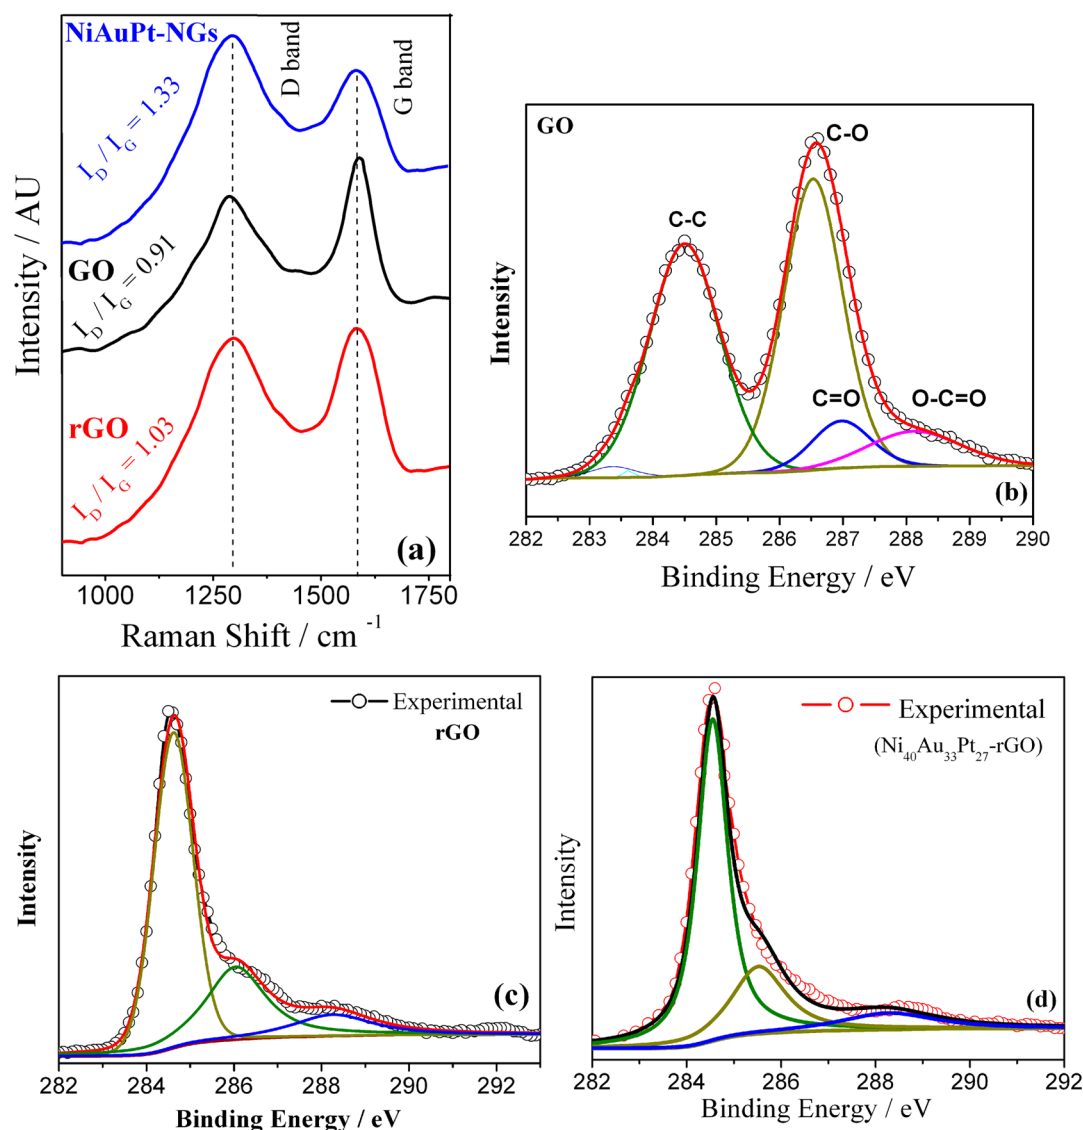 NiAuPt-NGs
D band
G band
I_D / I_G = 1.33
GO
I_D / I_G = 0.91
rGO
I_D / I_G = 1.03
(a)
Intensity / AU
1000 1250 1500 1750
Raman Shift / cm ⁻¹
GO
C-O
C-C
C=O
O-C=O
(b)
Intensity
282 283 284 285 286 287 288 289 290
Binding Energy / eV
Experimental
rGO
(c)
Intensity
282 284 286 288 290 292
Binding Energy / eV
Experimental
(Ni₄₀Au₃₃Pt₂₇-rGO)
(d)
Intensity
282 284 286 288 290 292
Binding Energy / eV